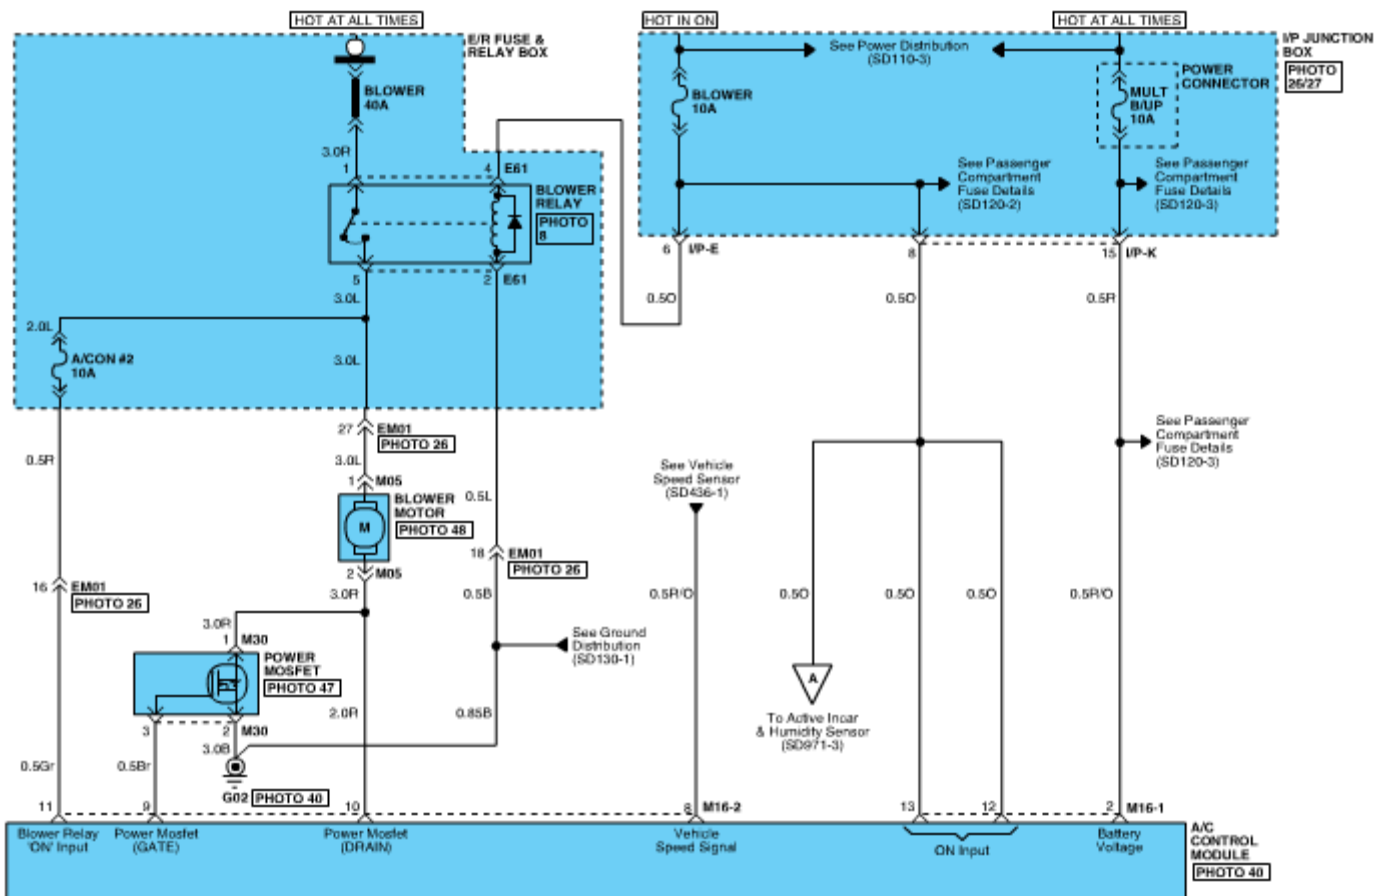 HOT AT ALL TIMES
HOT IN ON
HOT AT ALL TIMES
E/R FUSE &
RELAY BOX
BLOWER
40A
3.0R
1
4
E61
BLOWER
RELAY
PHOTO
8
5
2
E61
3.0L
2.0L
A/CON #2
10A
3.0L
See Power Distribution
(SD110-3)
I/P JUNCTION
BOX
PHOTO
26/27
BLOWER
10A
POWER
CONNECTOR
MULT
B/UP
10A
See Passenger
Compartment
Fuse Details
(SD120-2)
See Passenger
Compartment
Fuse Details
(SD120-3)
6
I/P-E
8
15
I/P-K
0.5O
0.5O
0.5R
27
EM01
PHOTO 26
0.5R
3.0L
1
M05
BLOWER
MOTOR
PHOTO 48
M
0.5L
2
M05
18
EM01
PHOTO 26
See Vehicle
Speed Sensor
(SD436-1)
See Passenger
Compartment
Fuse Details
(SD120-3)
16
EM01
PHOTO 26
3.0R
0.5B
0.5R/O
0.5O
0.5O
0.5O
0.5R/O
3.0R
1
M30
POWER
MOSFET
PHOTO 47
See Ground
Distribution
(SD130-1)
A
To Active Incar
& Humidity Sensor
(SD971-3)
2.0R
0.85B
3
2
M30
3.0B
0.5Gr
0.5Br
G02
PHOTO 40
11
9
10
8
M16-2
13
12
2
M16-1
Blower Relay
'ON' Input
Power Mosfet
(GATE)
Power Mosfet
(DRAIN)
Vehicle
Speed Signal
ON Input
Battery
Voltage
A/C
CONTROL
MODULE
PHOTO 40